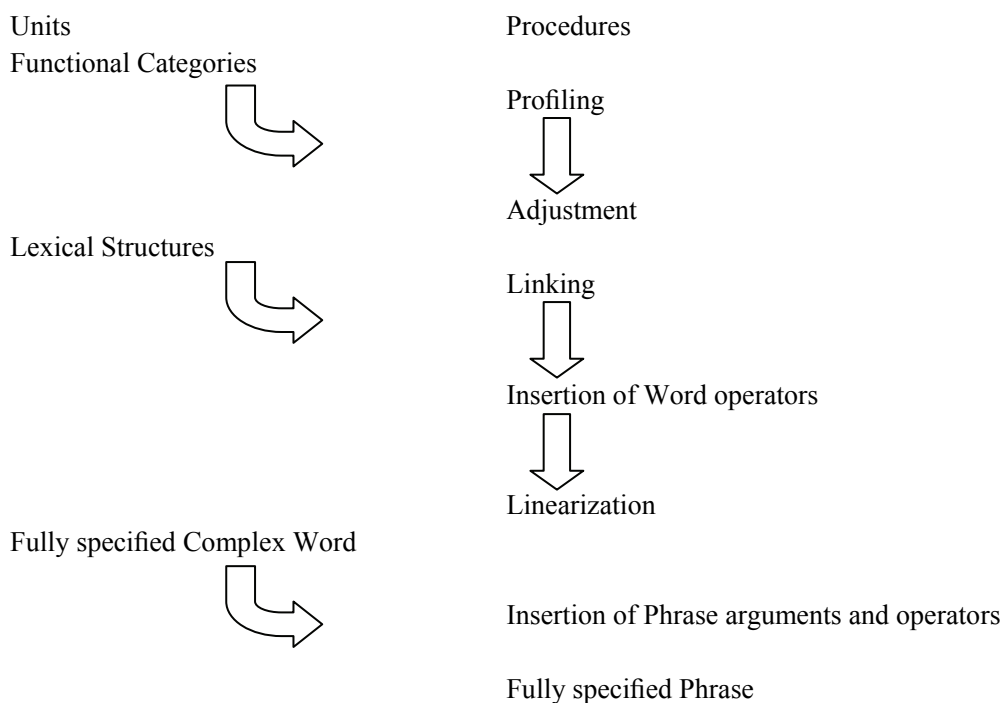 Units Procedures
Functional Categories
Profiling
Adjustment
Lexical Structures
Linking
Insertion of Word operators
Linearization
Fully specified Complex Word
Insertion of Phrase arguments and operators
Fully specified Phrase